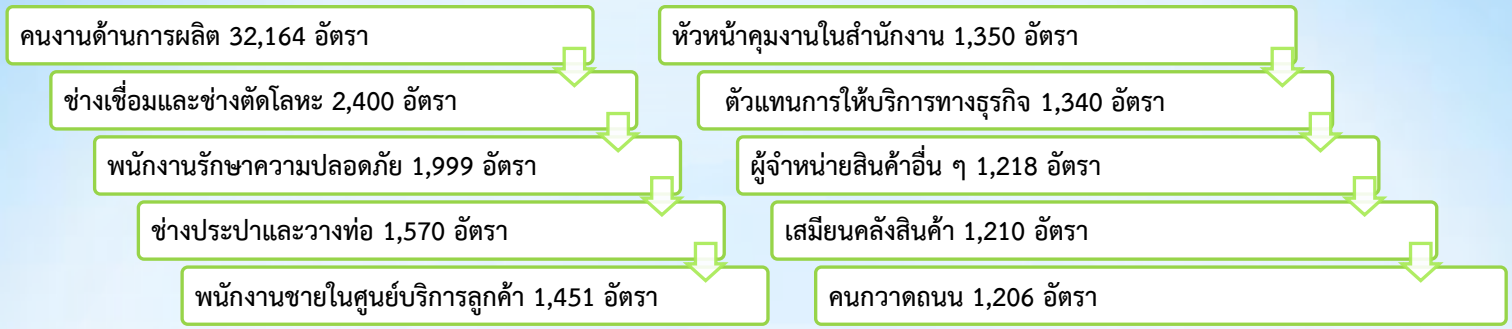 คนงานด้านการผลิต 32,164 อัตรา
ช่างเชื่อมและช่างตัดโลหะ 2,400 อัตรา
พนักงานรักษาความปลอดภัย 1,999 อัตรา
ช่างประปาและวางท่อ 1,570 อัตรา
พนักงานชายในศูนย์บริการลูกค้า 1,451 อัตรา
หัวหน้าคุมงานในสำนักงาน 1,350 อัตรา
ตัวแทนการให้บริการทางธุรกิจ 1,340 อัตรา
ผู้จำหน่ายสินค้าอื่น ๆ 1,218 อัตรา
เสมียนคลังสินค้า 1,210 อัตรา
คนกวาดถนน 1,206 อัตรา